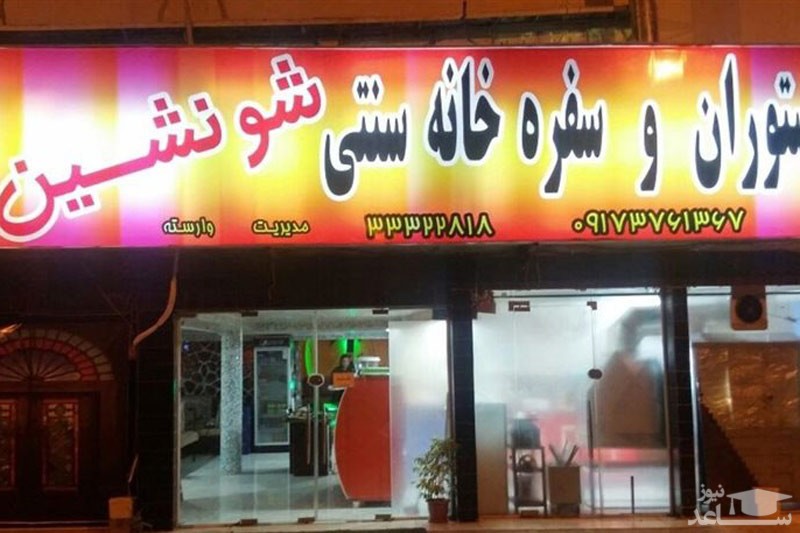 ستوران و سفره خانه سنتی شونشین
۰۹۱۷۳۷۶۱۳۶۷ ۳۳۳۲۲۸۱۸ مدیریت وارسته
ساعد نیوز